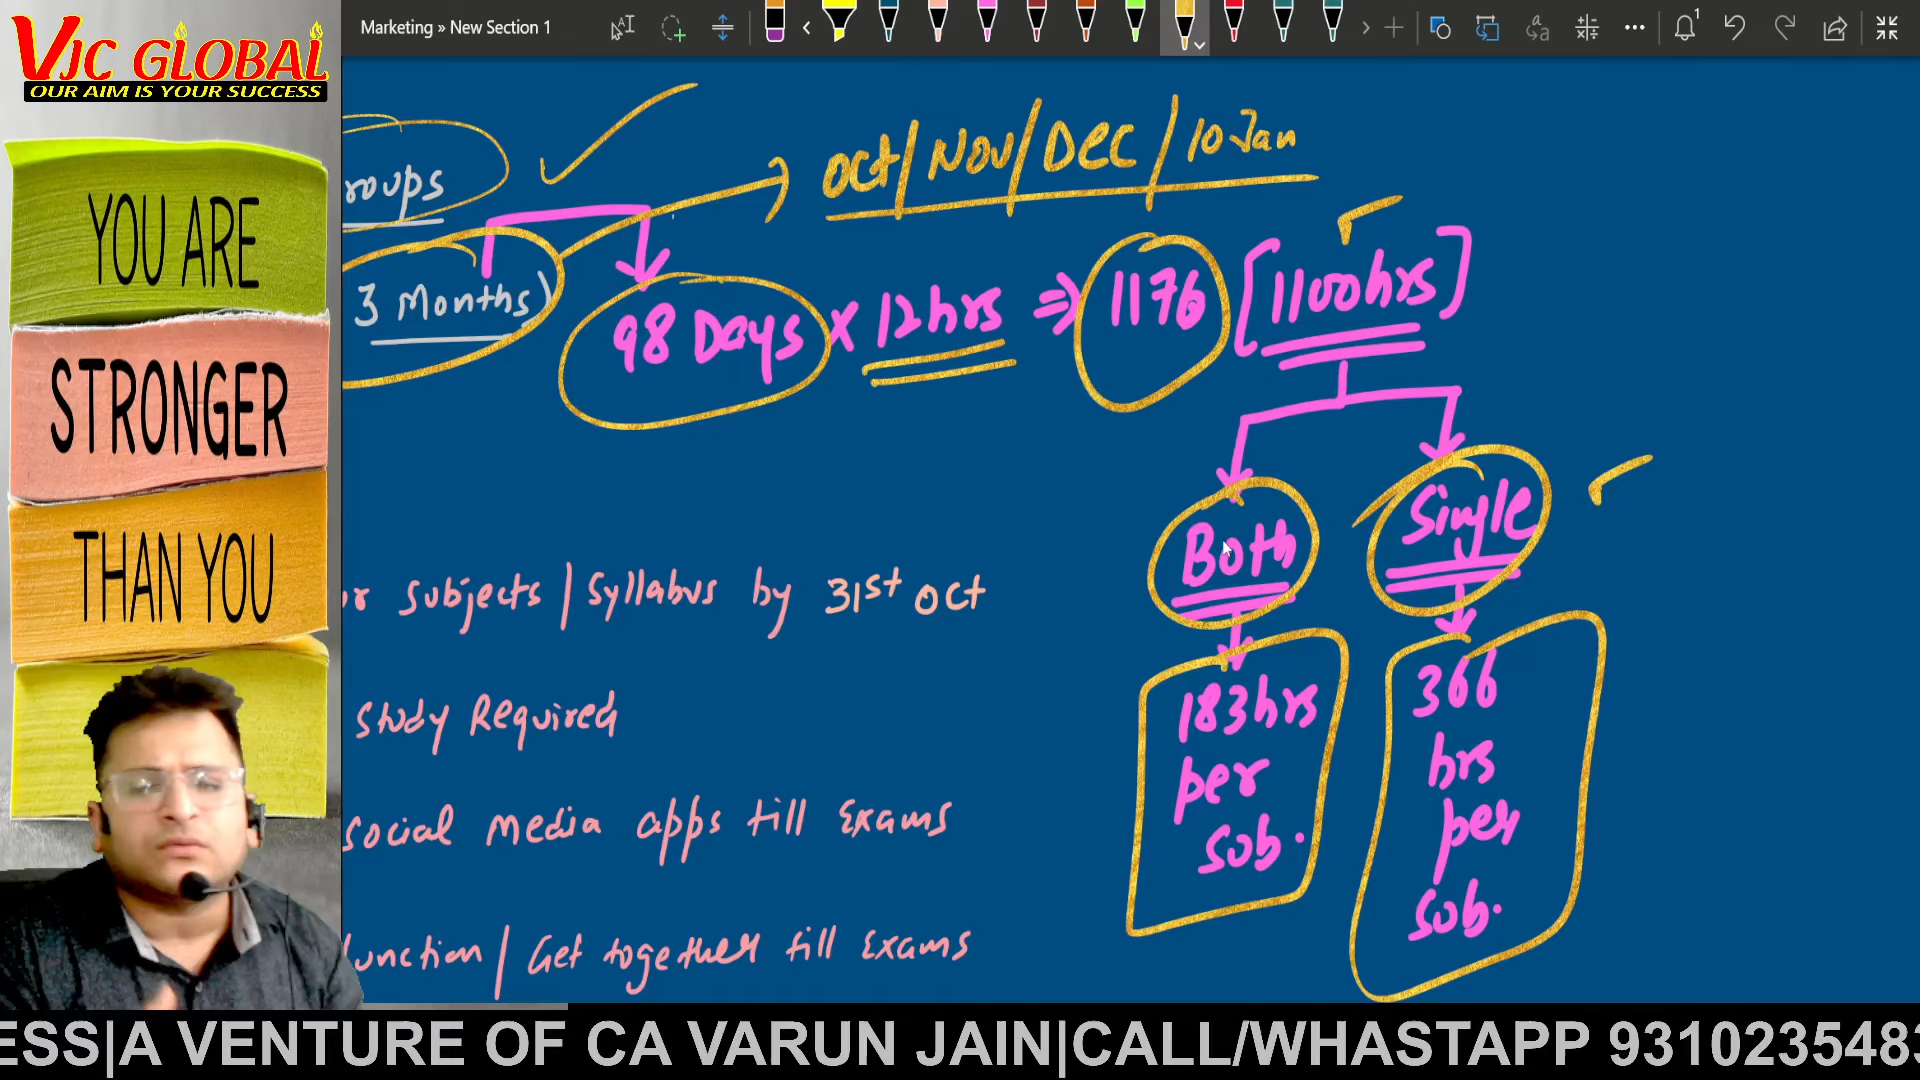 VJC GLOBAL
OUR AIM IS YOUR SUCCESS
Marketing » New Section 1
YOU ARE
STRONGER
THAN YOU
roups
Oct/Nov/Dec/10 Jan
3 Months)
98 Days x 12hrs ⇒ 1176 [1100hrs]
Both
Single
183hrs
per
sub.
366
hrs
per
sub.
or subjects / syllabus by 31st Oct
Study Required
social media apps till Exams
unction / Get together till Exams
ESS|A VENTURE OF CA VARUN JAIN|CALL/WHASTAPP 9310235483